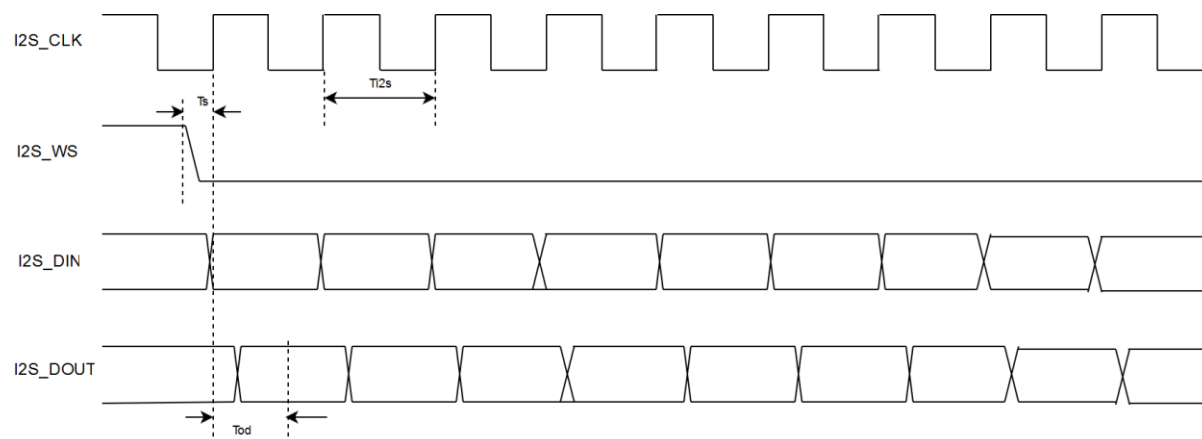 I2S_CLK
Ts
TI2s
I2S_WS
I2S_DIN
I2S_DOUT
Tod